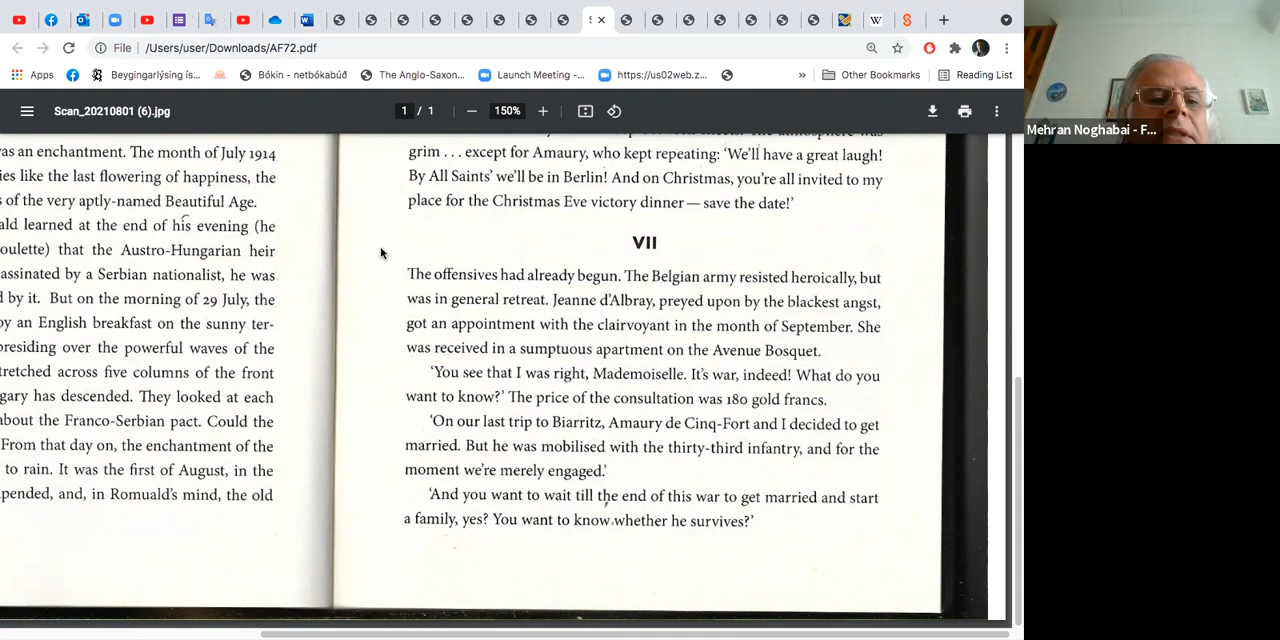 File
/Users/user/Downloads/AF72.pdf
Apps
Beygingarlýsing ís...
Bókin - netbókabúð
The Anglo-Saxon...
Launch Meeting -...
https://us02web.z...
»
Other Bookmarks
Reading List
Scan_20210801 (6).jpg
1 / 1
150%
Mehran Noghabai - F...
as an enchantment. The month of July 1914
ies like the last flowering of happiness, the
s of the very aptly-named Beautiful Age.
ald learned at the end of his evening (he
oulette) that the Austro-Hungarian heir
assinated by a Serbian nationalist, he was
d by it. But on the morning of 29 July, the
oy an English breakfast on the sunny ter-
presiding over the powerful waves of the
tretched across five columns of the front
gary has descended. They looked at each
about the Franco-Serbian pact. Could the
From that day on, the enchantment of the
to rain. It was the first of August, in the
pended, and, in Romuald's mind, the old
grim . . . except for Amaury, who kept repeating: 'We'll have a great laugh!
By All Saints' we'll be in Berlin! And on Christmas, you're all invited to my
place for the Christmas Eve victory dinner — save the date!'
VII
The offensives had already begun. The Belgian army resisted heroically, but
was in general retreat. Jeanne d'Albray, preyed upon by the blackest angst,
got an appointment with the clairvoyant in the month of September. She
was received in a sumptuous apartment on the Avenue Bosquet.
'You see that I was right, Mademoiselle. It's war, indeed! What do you
want to know?' The price of the consultation was 180 gold francs.
'On our last trip to Biarritz, Amaury de Cinq-Fort and I decided to get
married. But he was mobilised with the thirty-third infantry, and for the
moment we're merely engaged.'
'And you want to wait till the end of this war to get married and start
a family, yes? You want to know whether he survives?'